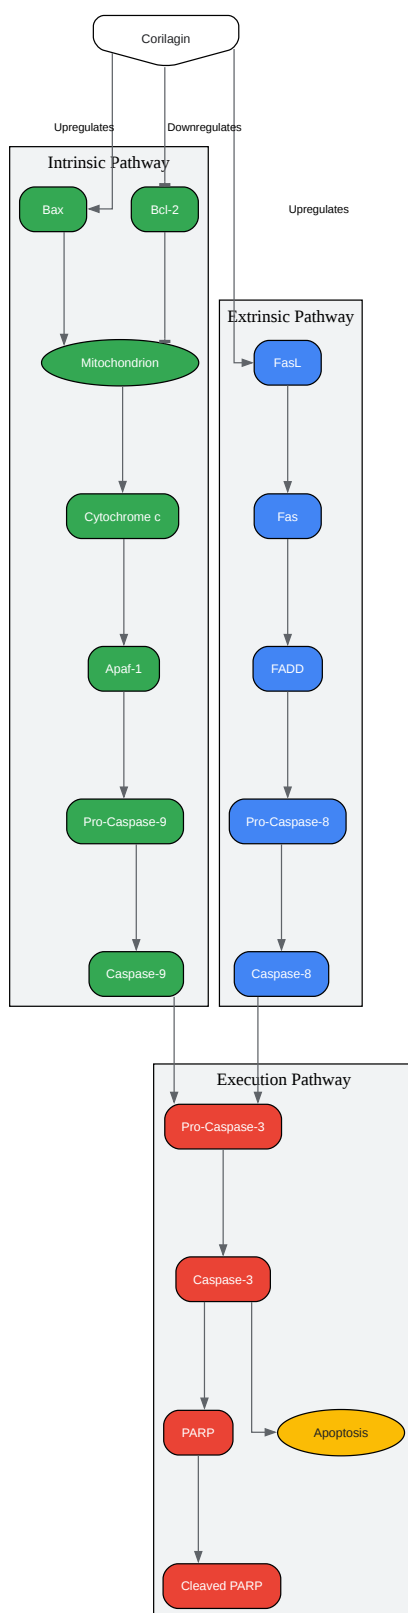 Corilagin
Upregulates
Downregulates
Intrinsic Pathway
Bax
Bcl-2
Upregulates
Extrinsic Pathway
Mitochondrion
FasL
Cytochrome c
Fas
Apaf-1
FADD
Pro-Caspase-9
Pro-Caspase-8
Caspase-9
Caspase-8
Execution Pathway
Pro-Caspase-3
Caspase-3
PARP
Apoptosis
Cleaved PARP